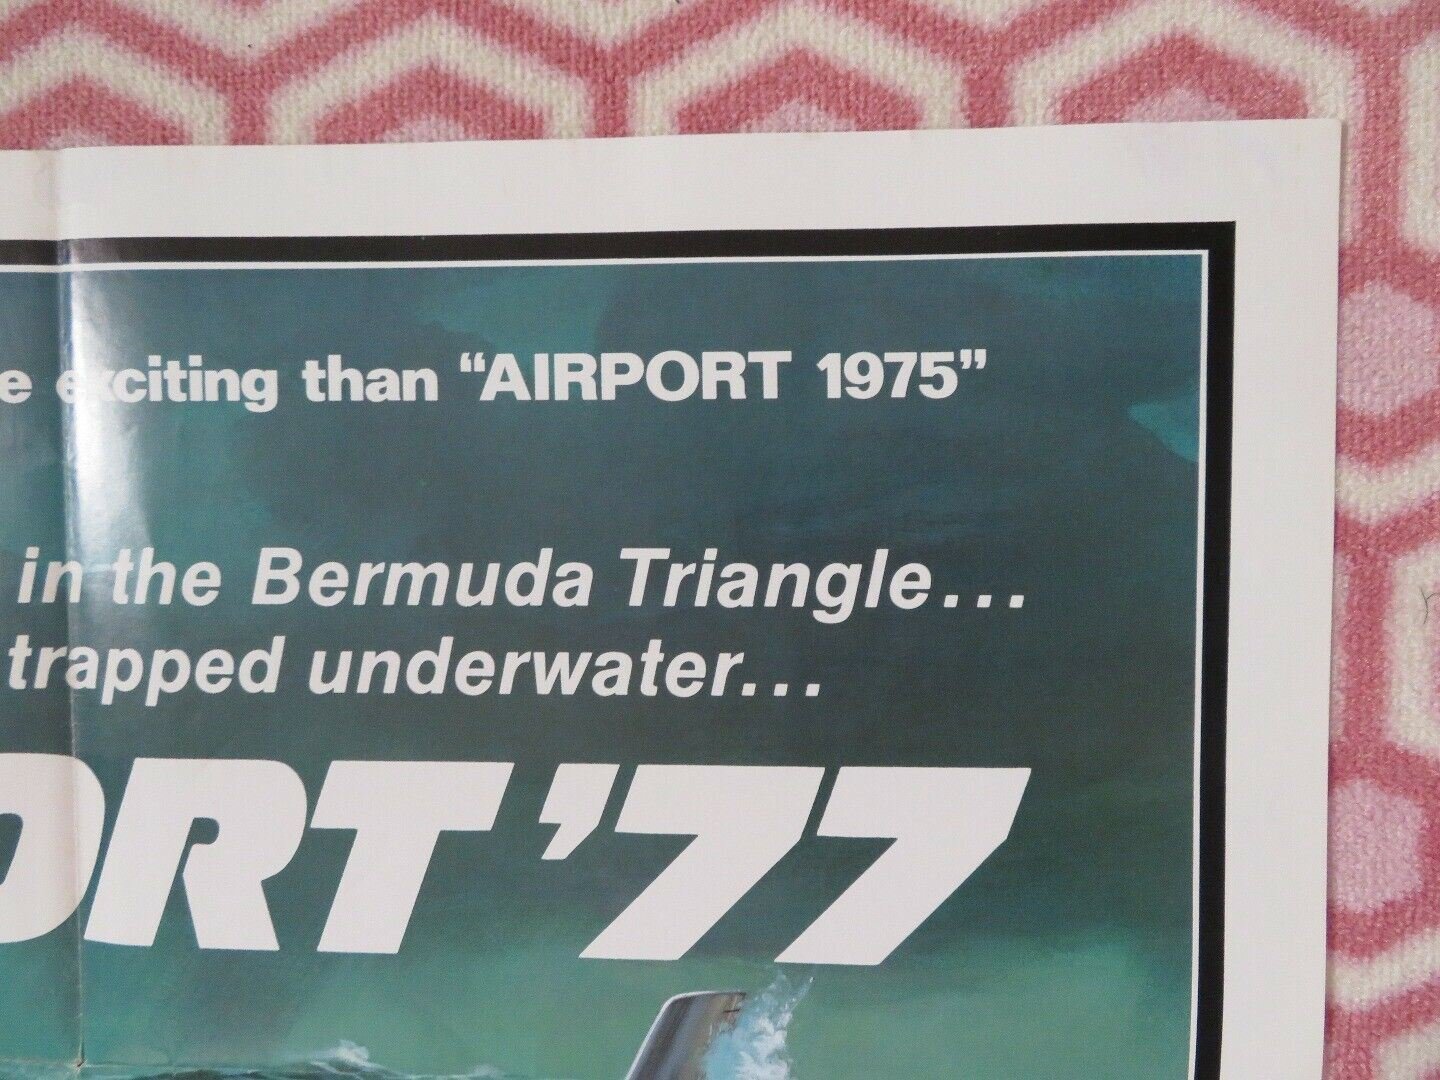 e exciting than “AIRPORT 1975”
in the Bermuda Triangle...
trapped underwater...
ORT '77